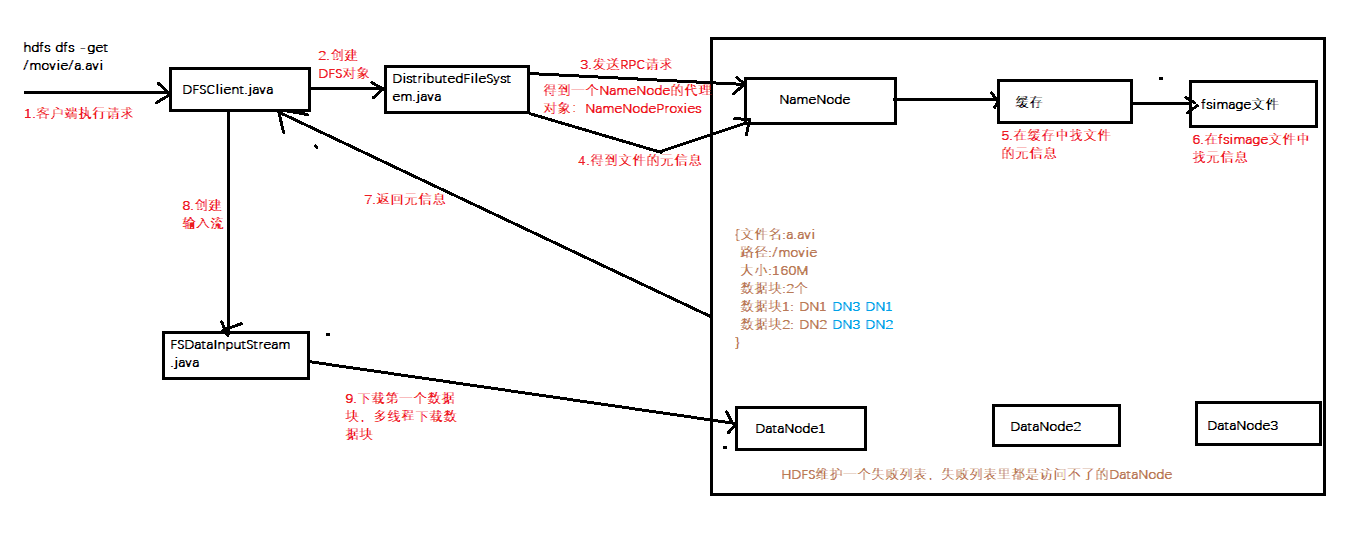 hdfs dfs -get
/movie/a.avi
1.客户端执行请求
DFSClient.java
2.创建
DFS对象
DistributedFileSyst
em.java
3.发送RPC请求
得到一个NameNode的代理
对象：NameNodeProxies
4.得到文件的元信息
NameNode
缓存
5.在缓存中找文件
的元信息
fsimage文件
6.在fsimage文件中
找元信息
7.返回元信息
8.创建
输入流
{文件名:a.avi
路径:/movie
大小:160M
数据块:2个
数据块1: DN1 DN3 DN1
数据块2: DN2 DN3 DN2
}
FSDataInputStream
.java
9.下载第一个数据
块，多线程下载数
据块
DataNode1
DataNode2
DataNode3
HDFS维护一个失败列表，失败列表里都是访问不了的DataNode